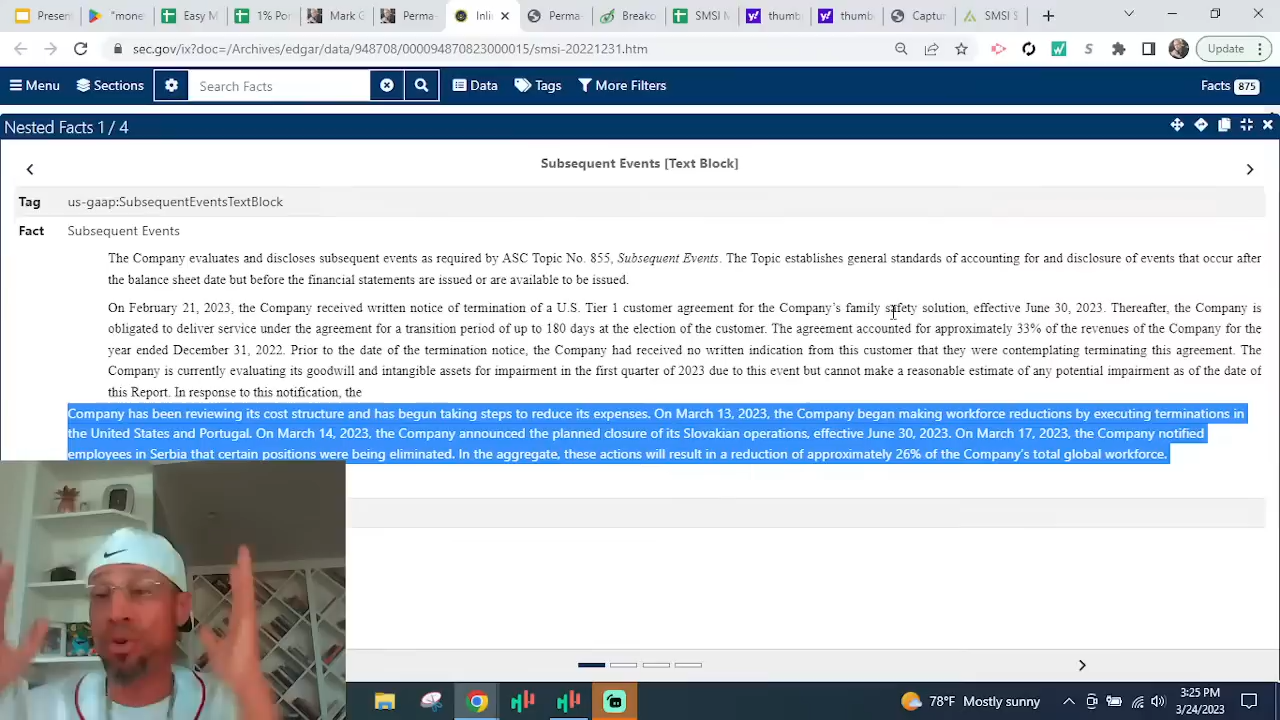 Presen
"mone
Easy M
1% Por
Mark G
Perma
Inli
Perma
Breako
SMSI M
thumb
thumb
Captur
SMSI S
sec.gov/ix?doc=/Archives/edgar/data/948708/000094870823000015/smsi-20221231.htm
Update
Menu
Sections
Search Facts
Data
Tags
More Filters
Facts 875
Nested Facts 1 / 4
Subsequent Events [Text Block]
Tag us-gaap:SubsequentEventsTextBlock
Fact Subsequent Events
The Company evaluates and discloses subsequent events as required by ASC Topic No. 855, Subsequent Events. The Topic establishes general standards of accounting for and disclosure of events that occur after
the balance sheet date but before the financial statements are issued or are available to be issued.
On February 21, 2023, the Company received written notice of termination of a U.S. Tier 1 customer agreement for the Company's family safety solution, effective June 30, 2023. Thereafter, the Company is
obligated to deliver service under the agreement for a transition period of up to 180 days at the election of the customer. The agreement accounted for approximately 33% of the revenues of the Company for the
year ended December 31, 2022. Prior to the date of the termination notice, the Company had received no written indication from this customer that they were contemplating terminating this agreement. The
Company is currently evaluating its goodwill and intangible assets for impairment in the first quarter of 2023 due to this event but cannot make a reasonable estimate of any potential impairment as of the date of
this Report. In response to this notification, the
Company has been reviewing its cost structure and has begun taking steps to reduce its expenses. On March 13, 2023, the Company began making workforce reductions by executing terminations in
the United States and Portugal. On March 14, 2023, the Company announced the planned closure of its Slovakian operations, effective June 30, 2023. On March 17, 2023, the Company notified
employees in Serbia that certain positions were being eliminated. In the aggregate, these actions will result in a reduction of approximately 26% of the Company's total global workforce.
78°F Mostly sunny
3:25 PM
3/24/2023